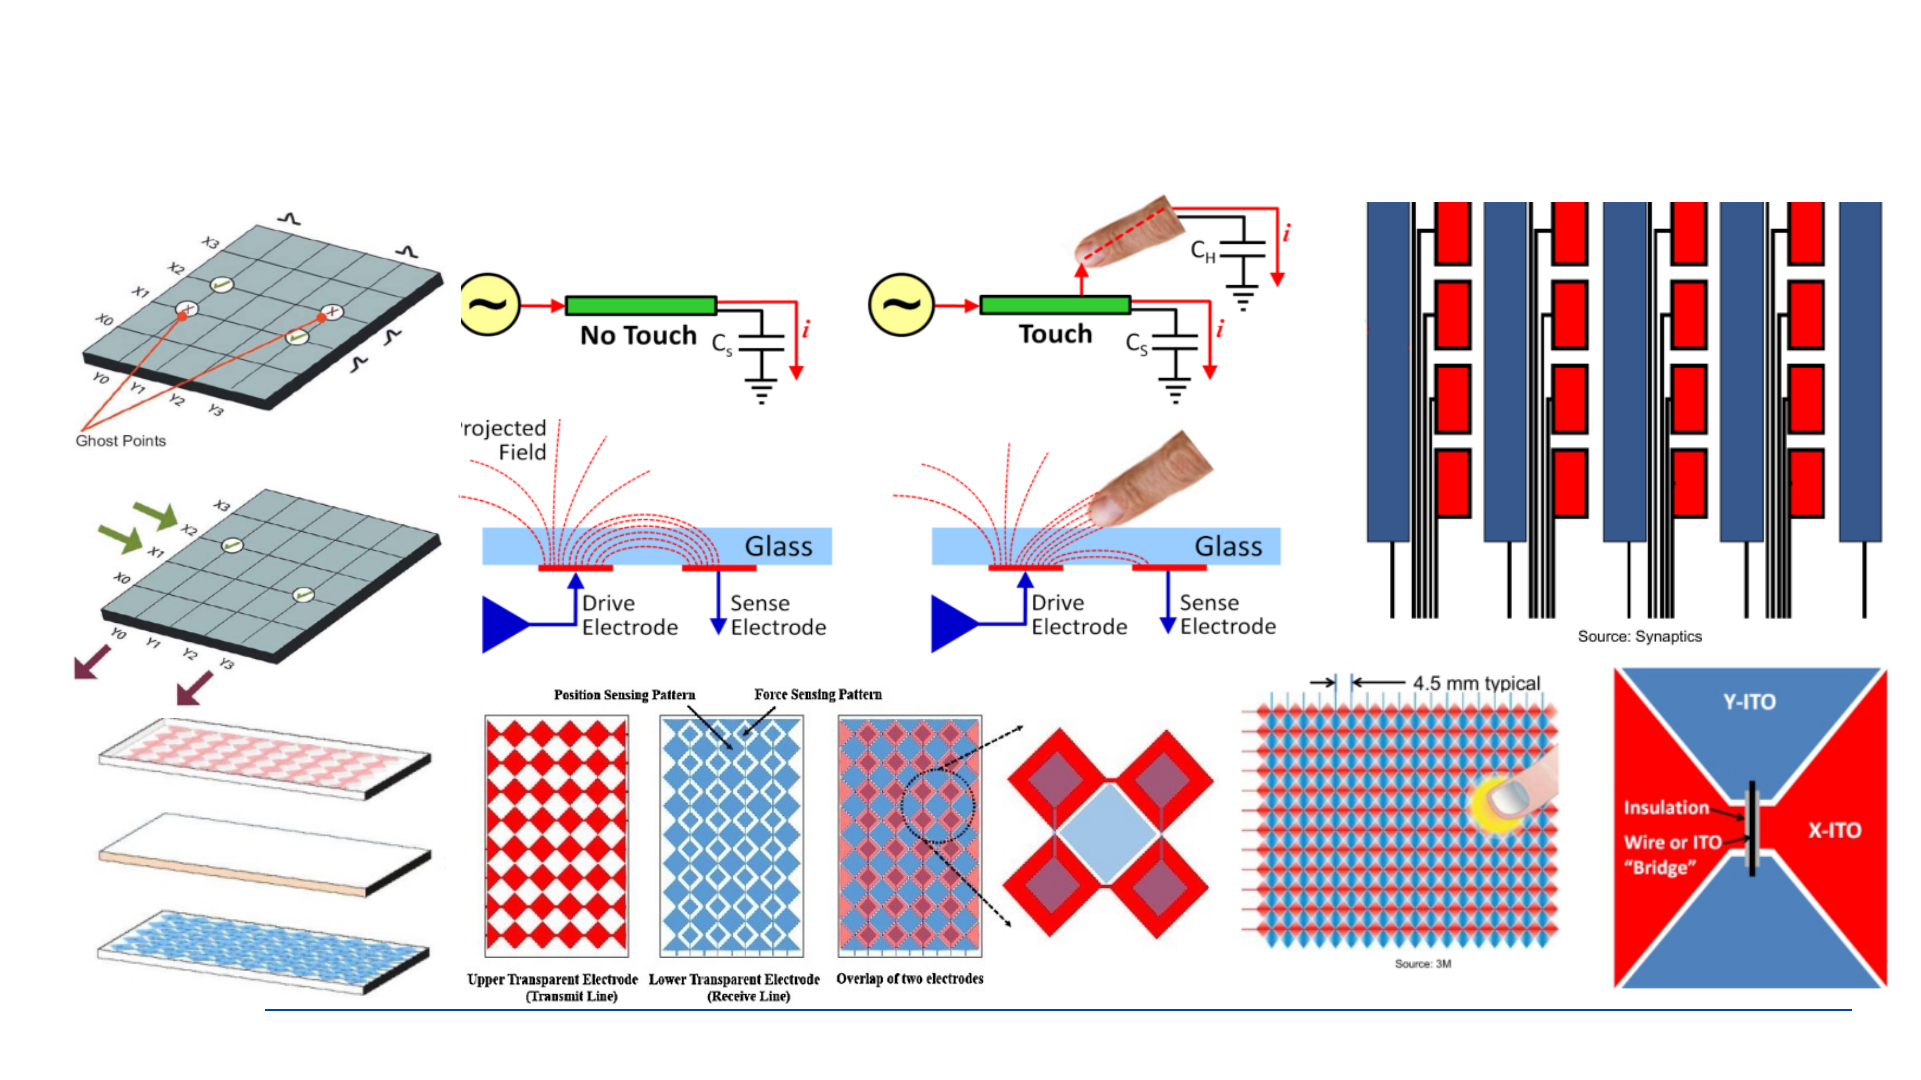 X3
X2
X1
X0
Y0
Y1
Y2
Y3
Ghost Points
No Touch
Cs
i
Touch
CS
i
CH
i
rojected
Field
Glass
Drive
Electrode
Sense
Electrode
Glass
Drive
Electrode
Sense
Electrode
Source: Synaptics
X3
X2
X1
X0
Y0
Y1
Y2
Y3
Position Sensing Pattern
Force Sensing Pattern
Upper Transparent Electrode
(Transmit Line)
Lower Transparent Electrode
(Receive Line)
Overlap of two electrodes
4.5 mm typical
Source: 3M
Y-ITO
Insulation
Wire or ITO
“Bridge”
X-ITO